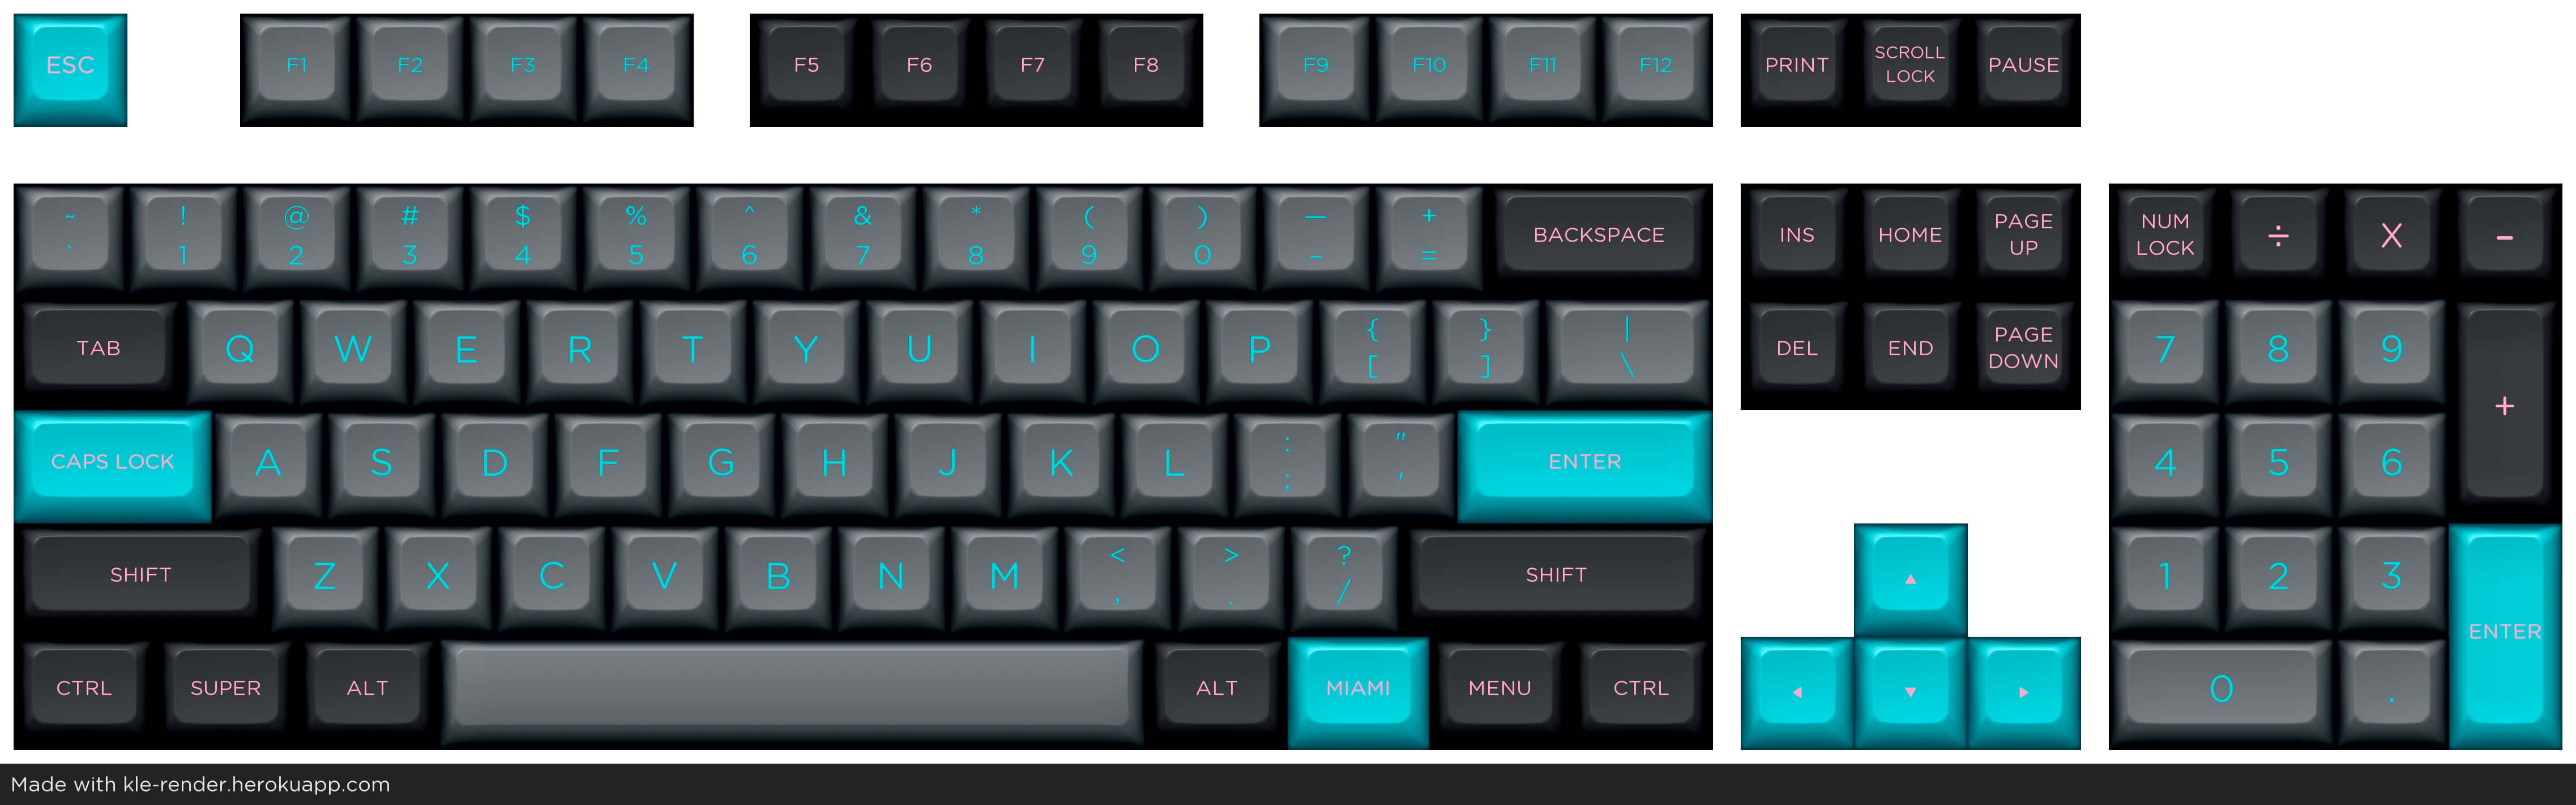 ESC F1 F2 F3 F4 F5 F6 F7 F8 F9 F10 F11 F12 PRINT SCROLL LOCK PAUSE
~ ! @ # $ % ^ & * ( ) — +
` 1 2 3 4 5 6 7 8 9 0 – = BACKSPACE INS HOME PAGE UP NUM LOCK ÷ X –
TAB Q W E R T Y U I O P { [ } ] | \ DEL END PAGE DOWN 7 8 9 +
CAPS LOCK A S D F G H J K L : ; " ' ENTER 4 5 6
SHIFT Z X C V B N M < , > . ? / SHIFT ▲ 1 2 3 ENTER
CTRL SUPER ALT ALT MIAMI MENU CTRL ◀ ▼ ▶ 0 .
Made with kle-render.herokuapp.com